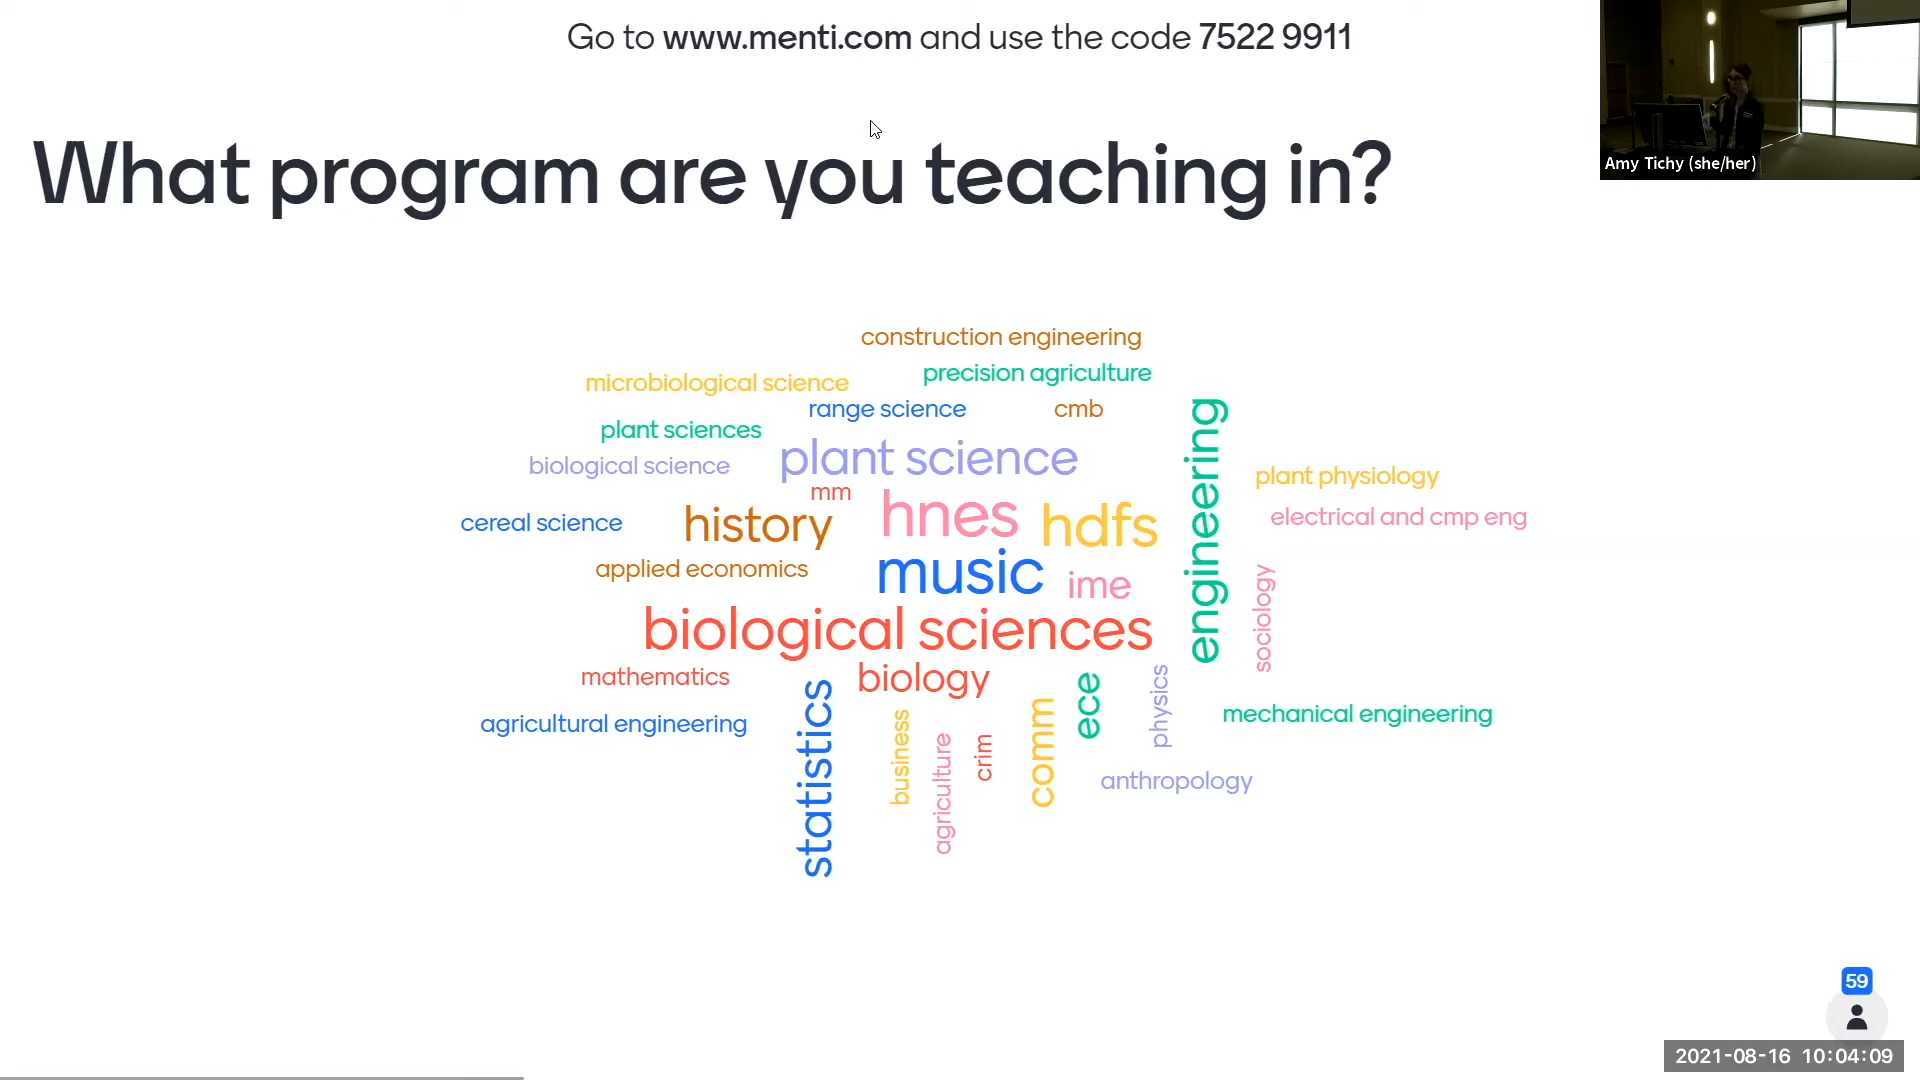 Go to www.menti.com and use the code 7522 9911
Amy Tichy (she/her)
What program are you teaching in?
construction engineering
precision agriculture
microbiological science
range science
cmb
plant sciences
plant science
biological science
engineering
plant physiology
mm
hnes
hdfs
history
cereal science
electrical and cmp eng
applied economics
music
ime
sociology
biological sciences
mathematics
biology
statistics
ece
physics
agricultural engineering
business
agriculture
crim
comm
mechanical engineering
anthropology
59
2021-08-16 10:04:09